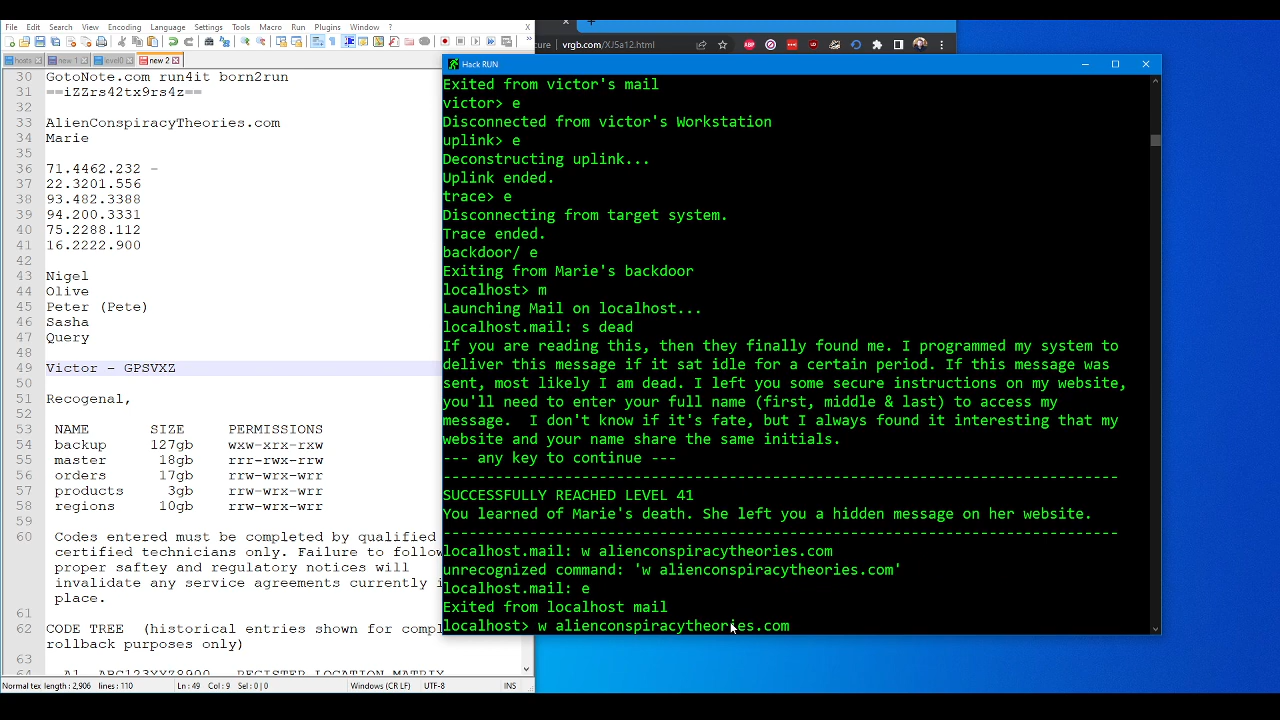 File Edit Search View Encoding Language Settings Tools Macro Run Plugins Window ? X
hosts new 1 level0 new 2
30 GotoNote.com run4it born2run
31 ==iZZrs42tx9rs4z==
32
33 AlienConspiracyTheories.com
34 Marie
35
36 71.4462.232 -
37 22.3201.556
38 93.482.3388
39 94.200.3331
40 75.2288.112
41 16.2222.900
42
43 Nigel
44 Olive
45 Peter (Pete)
46 Sasha
47 Query
48
49 Victor - GPSVXZ
50
51 Recogenal,
52
53 NAME SIZE PERMISSIONS
54 backup 127gb wxw-xrx-rxw
55 master 18gb rrr-wrx-rrw
56 orders 17gb rrw-wrx-wrr
57 products 3gb rrw-wrx-wrr
58 regions 10gb rrw-wrx-wrr
59
60 Codes entered must be completed by qualified
certified technicians only. Failure to follow
proper saftey and regulatory notices will
invalidate any service agreements currently i
place.
61
62 CODE TREE (historical entries shown for compl
rollback purposes only)
63
Normal tex length : 2,906 lines : 110 Ln : 49 Col : 9 Sel : 0 | 0 Windows (CR LF) UTF-8 INS
cure vrgb.com/XJSa12.html
Hack RUN
Exited from victor's mail
victor> e
Disconnected from victor's Workstation
uplink> e
Deconstructing uplink...
Uplink ended.
trace> e
Disconnecting from target system.
Trace ended.
backdoor/ e
Exiting from Marie's backdoor
localhost> m
Launching Mail on localhost...
localhost.mail: s dead
If you are reading this, then they finally found me. I programmed my system to
deliver this message if it sat idle for a certain period. If this message was
sent, most likely I am dead. I left you some secure instructions on my website,
you'll need to enter your full name (first, middle & last) to access my
message. I don't know if it's fate, but I always found it interesting that my
website and your name share the same initials.
--- any key to continue ---
--------------------------------------------------------------------------------
SUCCESSFULLY REACHED LEVEL 41
You learned of Marie's death. She left you a hidden message on her website.
--------------------------------------------------------------------------------
localhost.mail: w alienconspiracytheories.com
unrecognized command: 'w alienconspiracytheories.com'
localhost.mail: e
Exited from localhost mail
localhost> w alienconspiracytheories.com